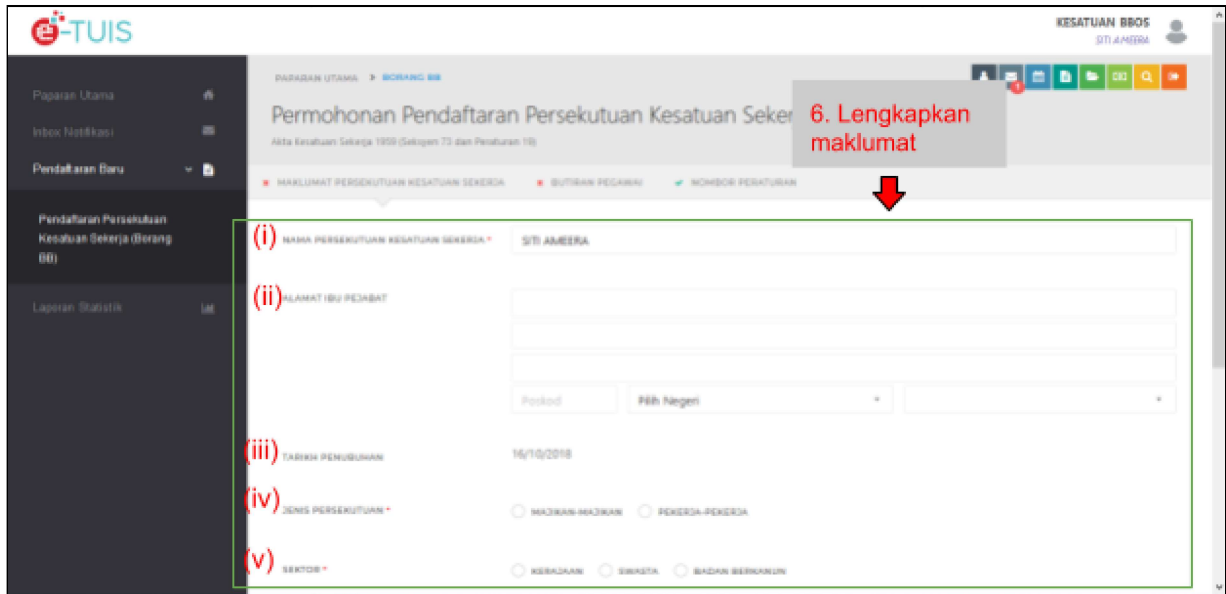 e-TUIS
KESATUAN BBOS
SITI AMEERA
PAPARAN UTAMA > BORANG BB
Paparan Utama
Inbox Notifikasi
Pendaftaran Baru
Pendaftaran Persekutuan
Kesatuan Sekerja (Borang
BB)
Laporan Statistik
1
Permohonan Pendaftaran Persekutuan Kesatuan Seker
Akta Kesatuan Sekerja 1959 (Seksyen 73 dan Peraturan 19)
6. Lengkapkan
maklumat
MAKLUMAT PERSEKUTUAN KESATUAN SEKERJA
BUTIRAN PEGAWAI
NOMBOR PERATURAN
(i) NAMA PERSEKUTUAN KESATUAN SEKERJA * SITI AMEERA
(ii) ALAMAT IBU PEJABAT
Poskod Pilih Negeri
(iii) TARIKH PENUBUHAN 16/10/2018
(iv) JENIS PERSEKUTUAN * MAJIKAN-MAJIKAN PEKERJA-PEKERJA
(v) SEKTOR * KERAJAAN SWASTA BADAN BERKANUN